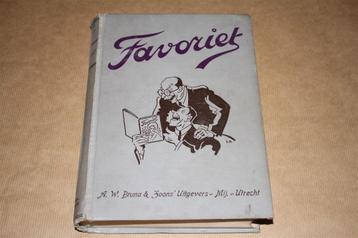 Favoriet
A. W. Bruna & Zoons' Uitgevers - Mij. - Utrecht